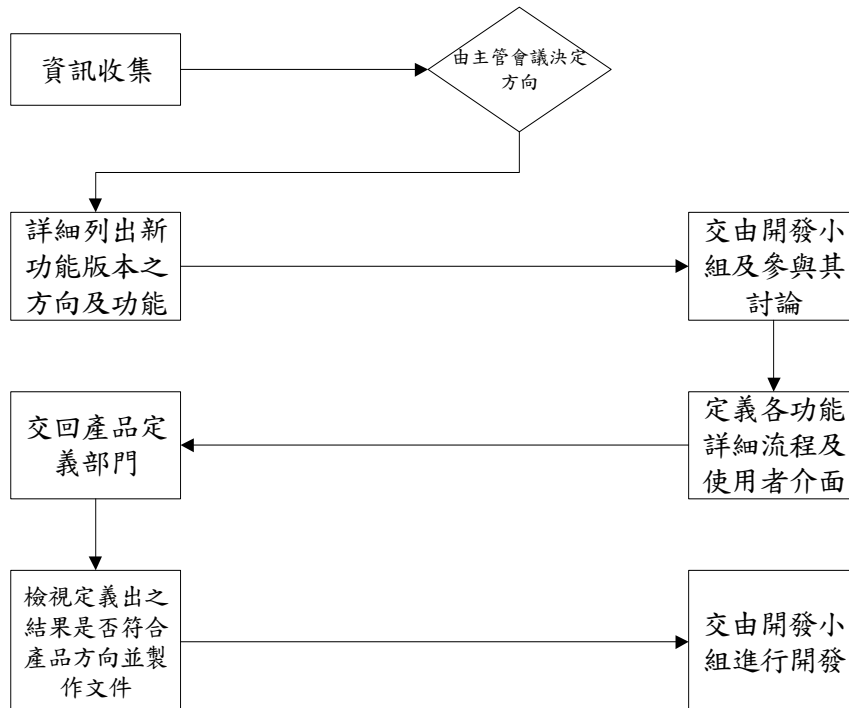 資訊收集
由主管會議決定
方向
詳細列出新
功能版本之
方向及功能
交由開發小
組及參與其
討論
定義各功能
詳細流程及
使用者介面
交回產品定
義部門
檢視定義出之
結果是否符合
產品方向並製
作文件
交由開發小
組進行開發